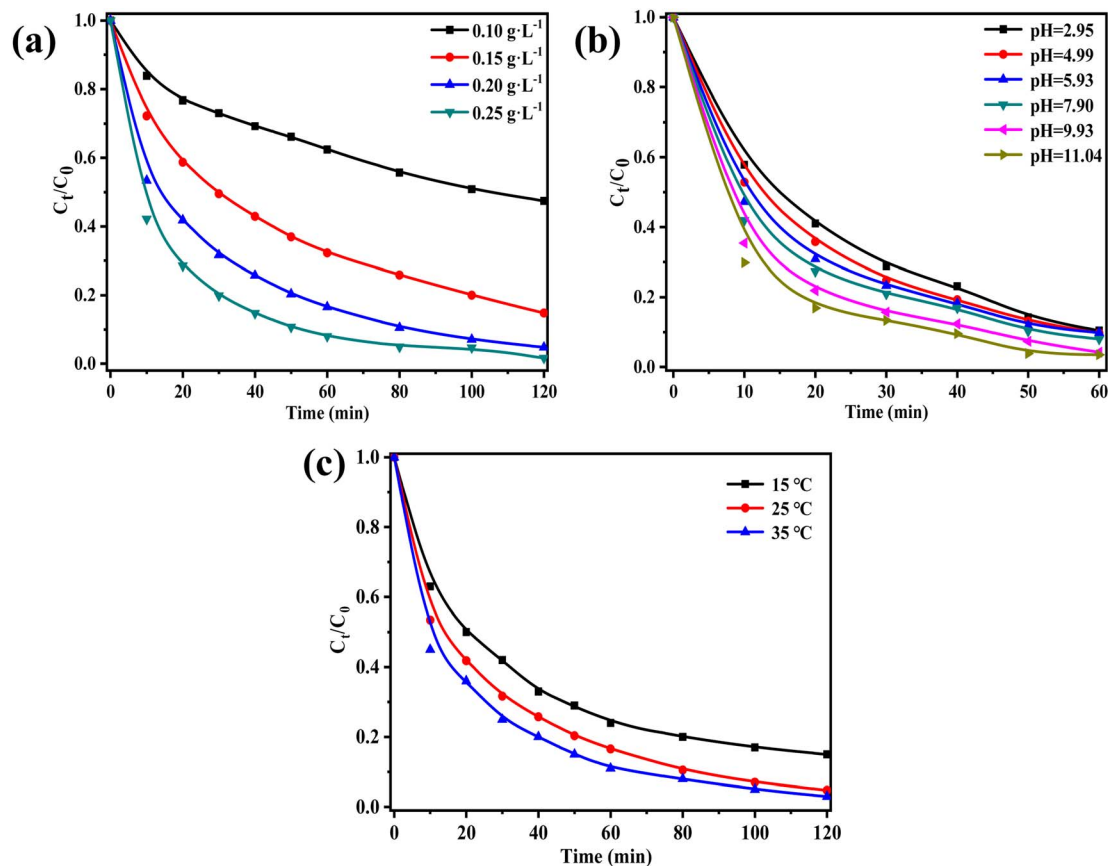 (a)
1.0
0.8
0.6
0.4
0.2
0.0
Cₜ/C₀
0.10 g·L⁻¹
0.15 g·L⁻¹
0.20 g·L⁻¹
0.25 g·L⁻¹
0 20 40 60 80 100 120
Time (min)
(b)
1.0
0.8
0.6
0.4
0.2
0.0
Cₜ/C₀
pH=2.95
pH=4.99
pH=5.93
pH=7.90
pH=9.93
pH=11.04
0 10 20 30 40 50 60
Time (min)
(c)
1.0
0.8
0.6
0.4
0.2
0.0
Cₜ/C₀
15 °C
25 °C
35 °C
0 20 40 60 80 100 120
Time (min)